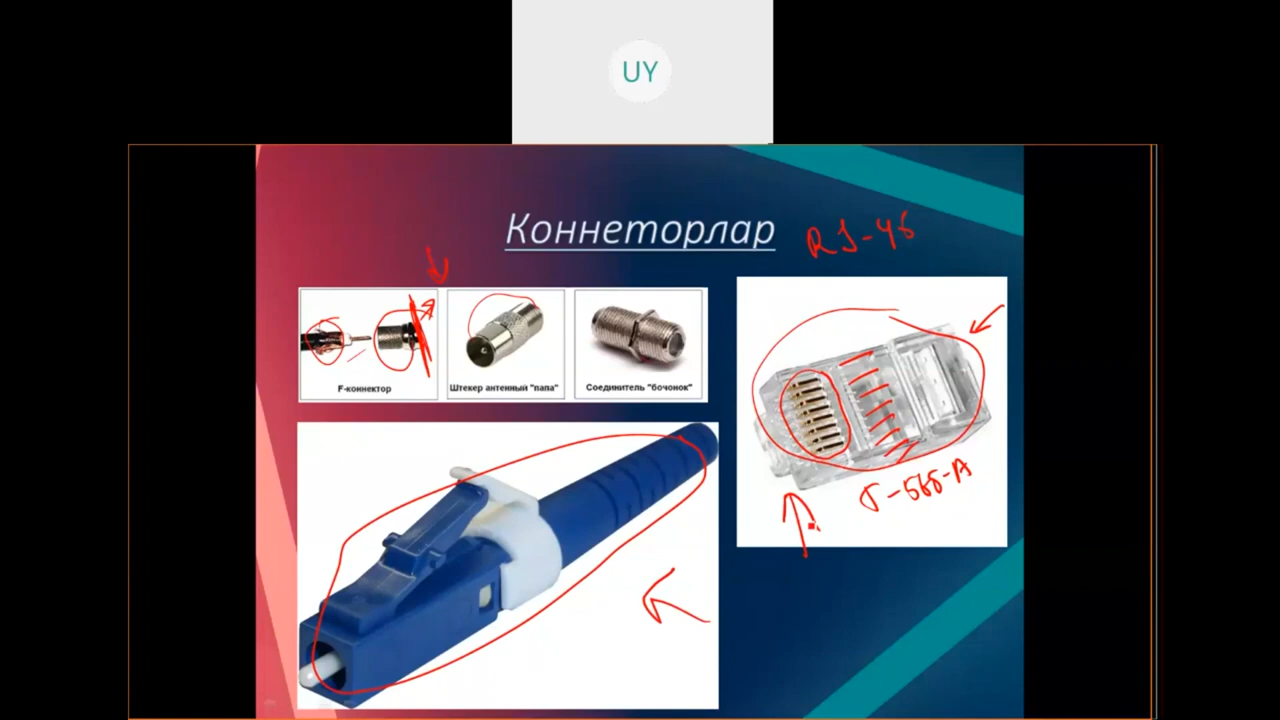 UY
Коннеторлар
RJ-45
F-коннектор
Штекер антенный "папа"
Соединитель "бочонок"